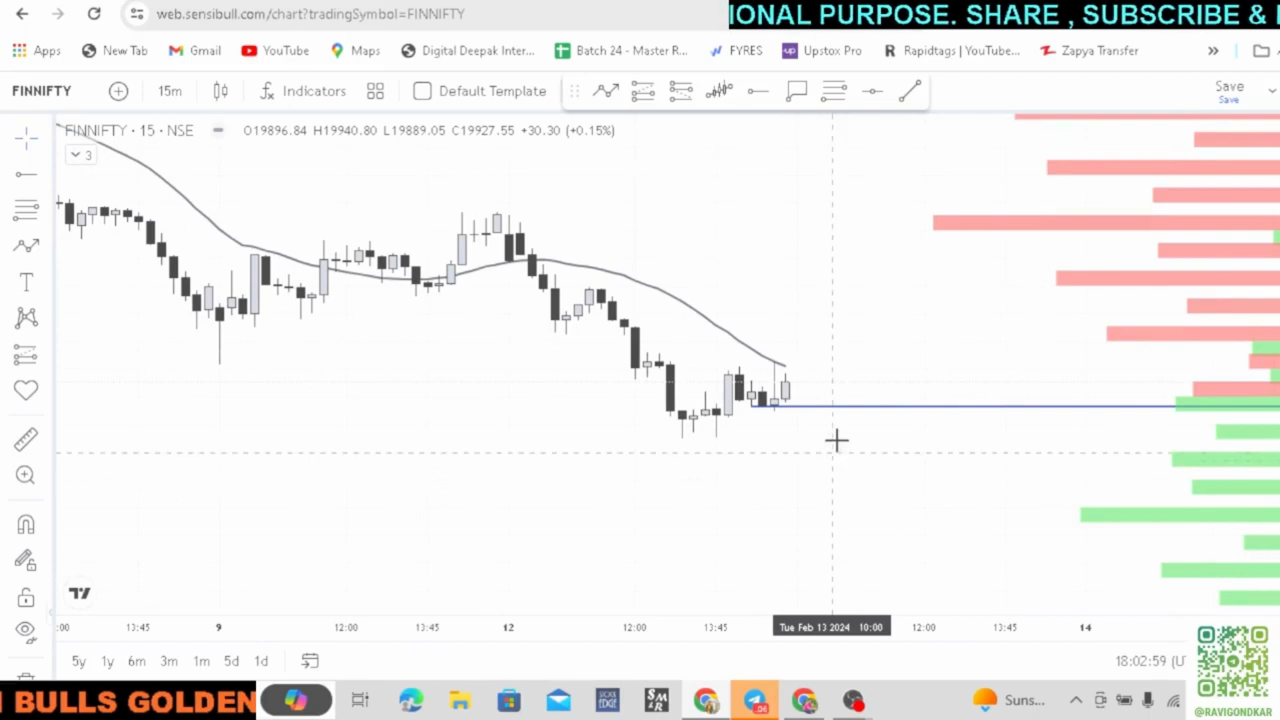 web.sensibull.com/chart?tradingSymbol=FINNIFTY
IONAL PURPOSE. SHARE , SUBSCRIBE &
Apps New Tab Gmail YouTube Maps Digital Deepak Inter... Batch 24 - Master R... FYRES Upstox Pro Rapidtags | YouTube... Zapya Transfer
FINNIFTY 15m Indicators Default Template Save
Save
FINNIFTY · 15 · NSE O19896.84 H19940.80 L19889.05 C19927.55 +30.30 (+0.15%)
3
:00 13:45 9 12:00 13:45 12 12:00 13:45 Tue Feb 13 2024 10:00 12:00 13:45 14
5y 1y 6m 3m 1m 5d 1d 18:02:59 (U
BULLS GOLDEN Suns...
@RAVIGONDKAR